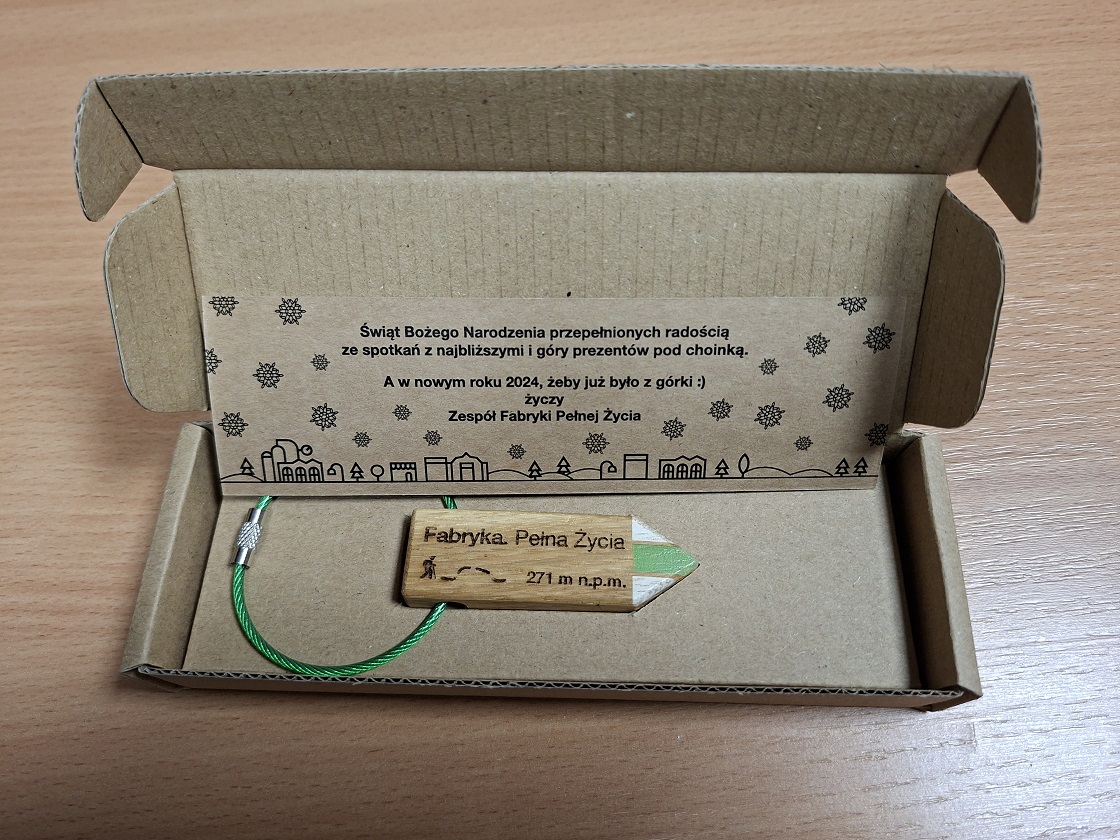 Świąt Bożego Narodzenia przepełnionych radością
ze spotkań z najbliższymi i góry prezentów pod choinką.
A w nowym roku 2024, żeby już było z górki :)
życzy
Zespół Fabryki Pełnej Życia
Fabryka. Pełna Życia
271 m n.p.m.